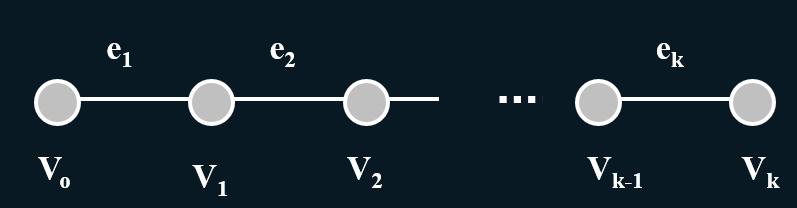 e₁ e₂ eₖ
...
Vₒ V₁ V₂ Vₖ₋₁ Vₖ